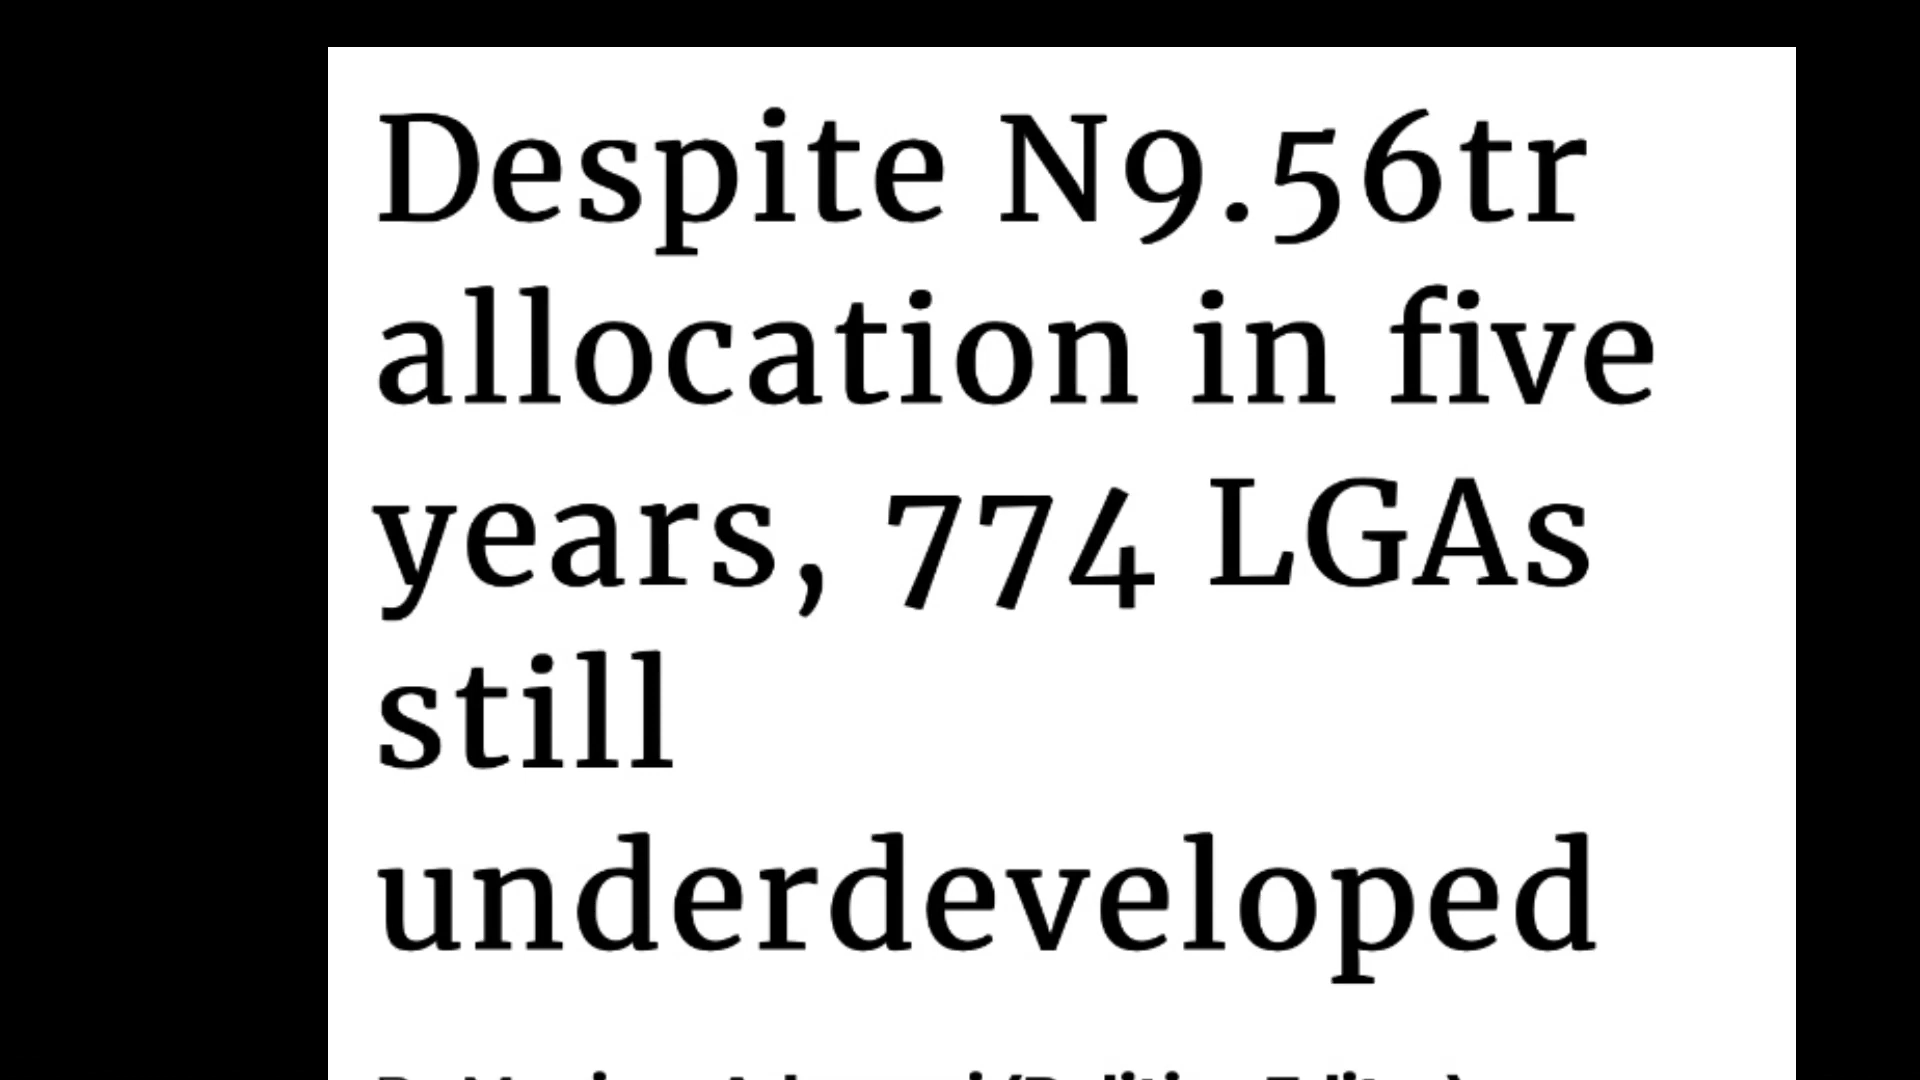 Despite N9.56tr
allocation in five
years, 774 LGAs
still
underdeveloped